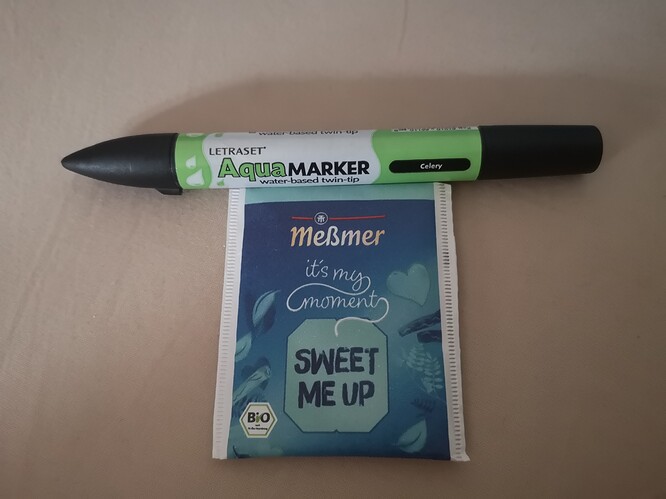 water-based twin-tip
LETRASET®
AquaMARKER
water-based twin-tip
Celery
Meßmer
it's my
moment
SWEET
ME UP
BiO